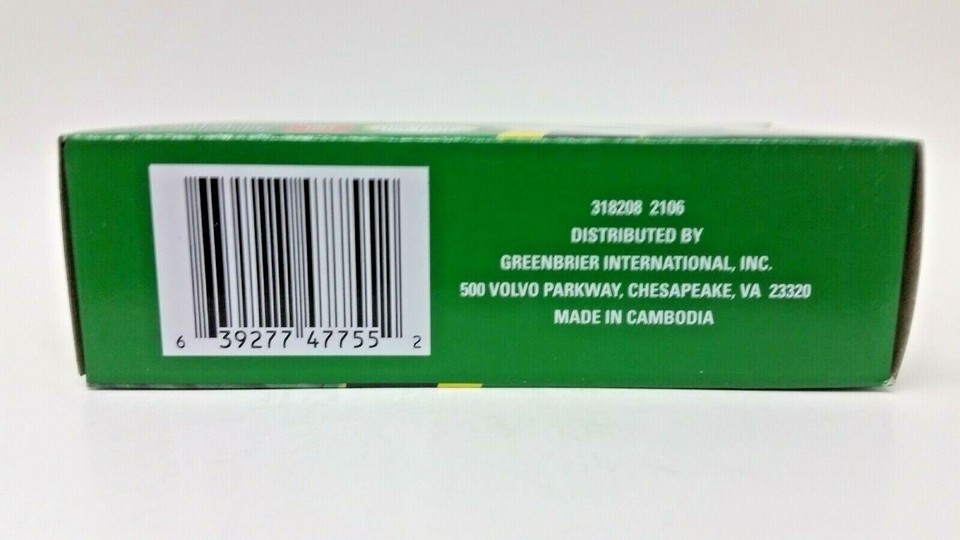 6 39277 47755 2
318208 2106
DISTRIBUTED BY
GREENBRIER INTERNATIONAL, INC.
500 VOLVO PARKWAY, CHESAPEAKE, VA 23320
MADE IN CAMBODIA